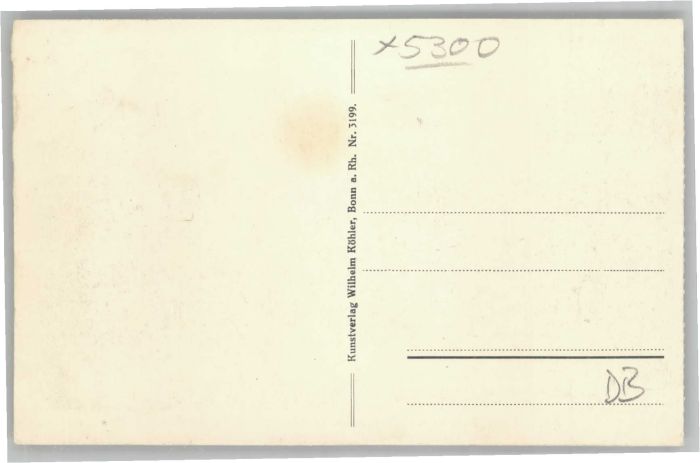 x5300
Kunstverlag Wilhelm Köhler, Bonn a. Rh. Nr. 3199.
DB